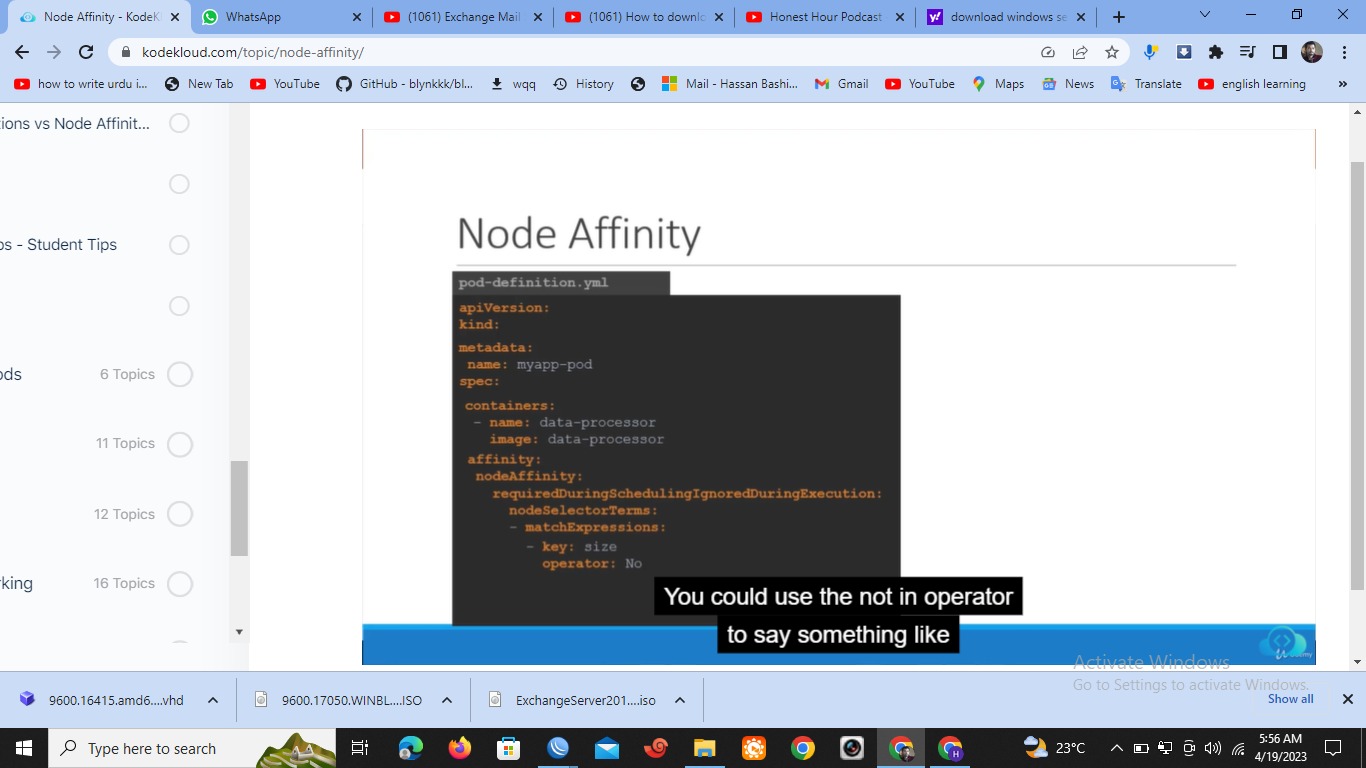 Node Affinity - KodeK
WhatsApp
(1061) Exchange Mail
(1061) How to downlo
Honest Hour Podcast
download windows se
kodekloud.com/topic/node-affinity/
how to write urdu i...
New Tab
YouTube
GitHub - blynkkk/bl...
wqq
History
Mail - Hassan Bashi...
Gmail
YouTube
Maps
News
Translate
english learning
»
ions vs Node Affinit...
os - Student Tips
ods
6 Topics
11 Topics
12 Topics
rking
16 Topics
Node Affinity
pod-definition.yml
apiVersion:
kind:
metadata:
name: myapp-pod
spec:
containers:
- name: data-processor
image: data-processor
affinity:
nodeAffinity:
requiredDuringSchedulingIgnoredDuringExecution:
nodeSelectorTerms:
- matchExpressions:
- key: size
operator: No
You could use the not in operator
to say something like
Activate Windows
Go to Settings to activate Windows.
9600.16415.amd6....vhd
9600.17050.WINBL....ISO
ExchangeServer201....iso
Show all
Type here to search
23°C
5:56 AM
4/19/2023